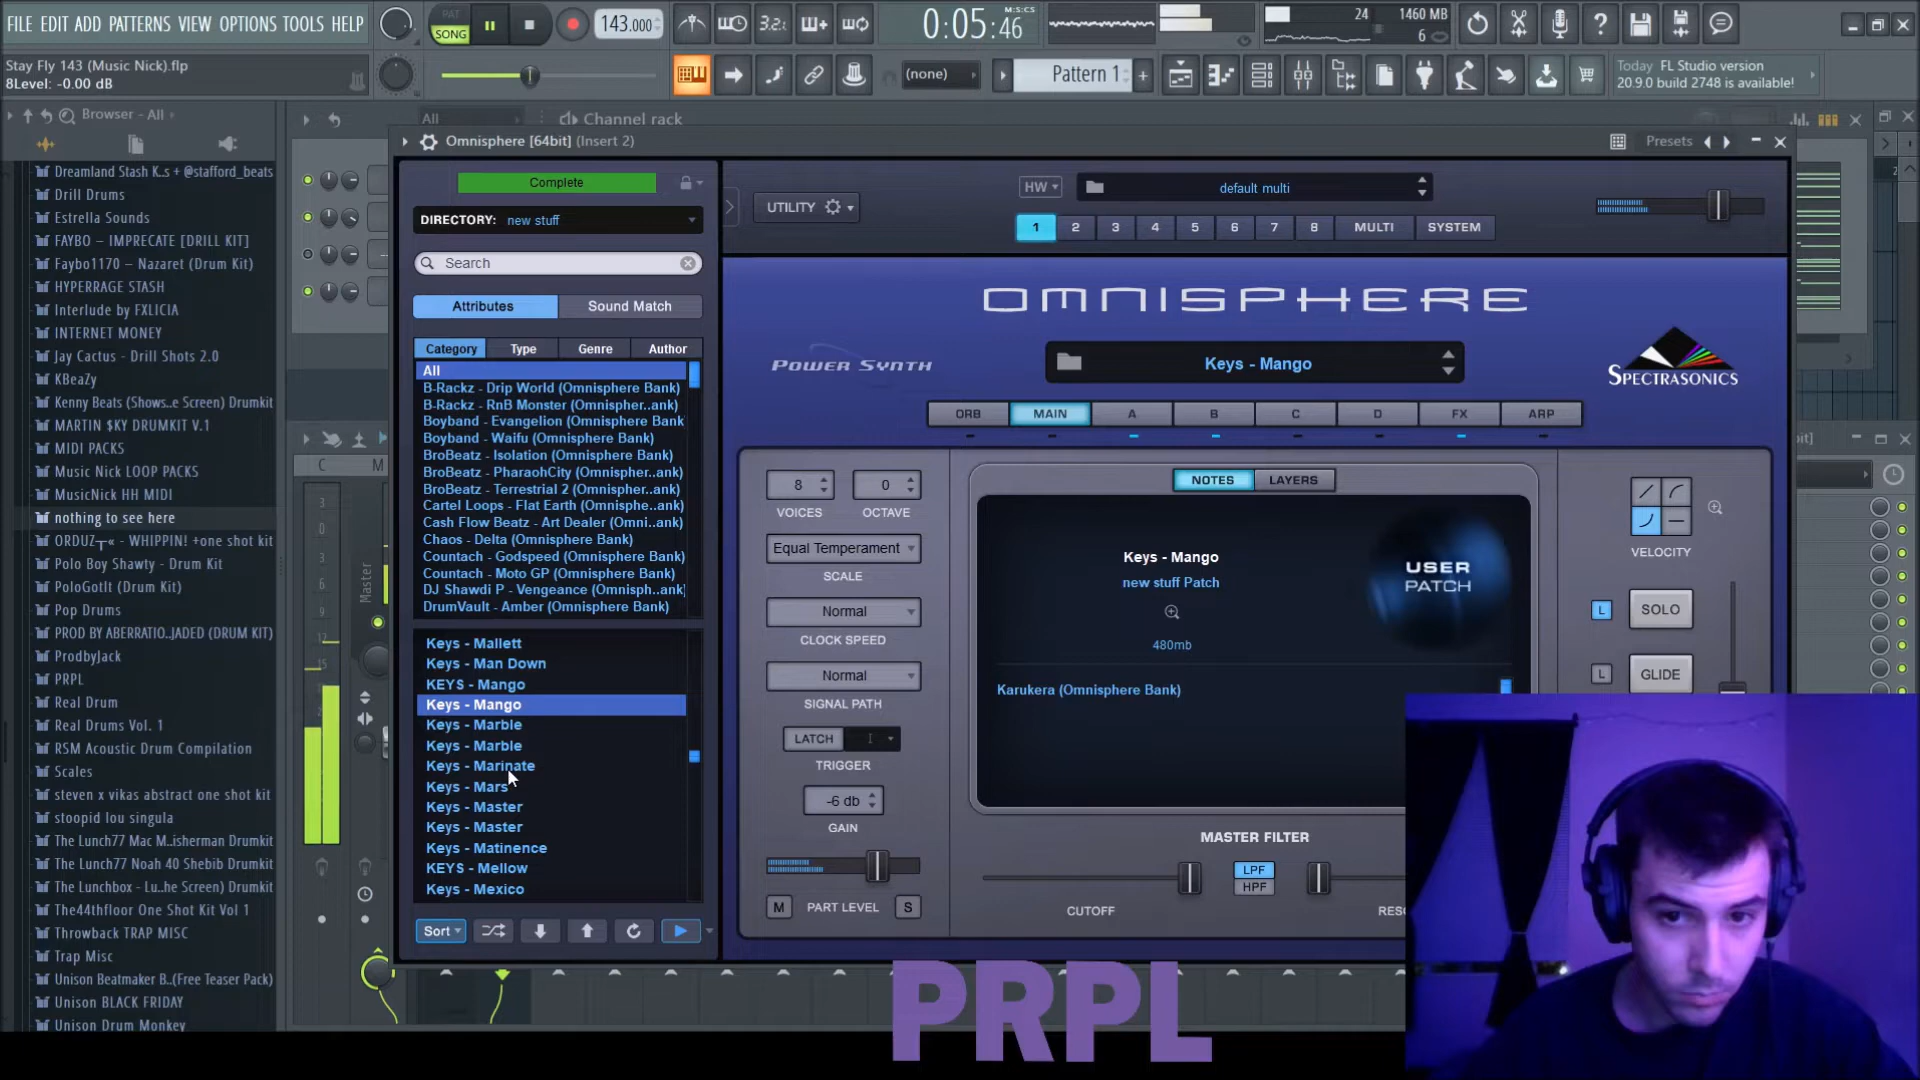 FILE EDIT ADD PATTERNS VIEW OPTIONS TOOLS HELP
PAT
SONG
143.000
3.2.
0:05:46
M:S:CS
24
1460 MB
6
Stay Fly 143 (Music Nick).flp
8Level: -0.00 dB
(none)
Pattern 1
Today FL Studio version
20.9.0 build 2748 is available!
Browser - All
All
Channel rack
Dreamland Stash K..s + @stafford_beats
Drill Drums
Estrella Sounds
FAYBO – IMPRECATE [DRILL KIT]
Faybo1170 – Nazaret (Drum Kit)
HYPERRAGE STASH
Interlude by FXLICIA
INTERNET MONEY
Jay Cactus - Drill Shots 2.0
KBeaZy
Kenny Beats (Shows..e Screen) Drumkit
MARTIN $KY DRUMKIT V.1
MIDI PACKS
Music Nick LOOP PACKS
MusicNick HH MIDI
nothing to see here
ORDUZ┬« - WHIPPIN! +one shot kit
Polo Boy Shawty - Drum Kit
PoloGotIt (Drum Kit)
Pop Drums
PROD BY ABERRATIO..JADED (DRUM KIT)
ProdbyJack
PRPL
Real Drum
Real Drums Vol. 1
RSM Acoustic Drum Compilation
Scales
steven x vikas abstract one shot kit
stoopid lou singula
The Lunch77 Mac M..isherman Drumkit
The Lunch77 Noah 40 Shebib Drumkit
The Lunchbox - Lu..he Screen) Drumkit
The44thfloor One Shot Kit Vol 1
Throwback TRAP MISC
Trap Misc
Unison Beatmaker B..(Free Teaser Pack)
Unison BLACK FRIDAY
Unison Drum Monkey
C
M
Master
Omnisphere [64bit] (Insert 2)
Presets
Complete
DIRECTORY: new stuff
Search
Attributes
Sound Match
Category
Type
Genre
Author
All
B-Rackz - Drip World (Omnisphere Bank)
B-Rackz - RnB Monster (Omnispher..ank)
Boyband - Evangelion (Omnisphere Bank
Boyband - Waifu (Omnisphere Bank)
BroBeatz - Isolation (Omnisphere Bank)
BroBeatz - PharaohCity (Omnispher..ank)
BroBeatz - Terrestrial 2 (Omnispher..ank)
Cartel Loops - Flat Earth (Omnisphere..ank)
Cash Flow Beatz - Art Dealer (Omni..ank)
Chaos - Delta (Omnisphere Bank)
Countach - Godspeed (Omnisphere Bank)
Countach - Moto GP (Omnisphere Bank)
DJ Shawdi P - Vengeance (Omnisph..ank)
DrumVault - Amber (Omnisphere Bank)
Keys - Mallett
Keys - Man Down
KEYS - Mango
Keys - Mango
Keys - Marble
Keys - Marble
Keys - Marinate
Keys - Mars
Keys - Master
Keys - Master
Keys - Matinence
KEYS - Mellow
Keys - Mexico
Sort
UTILITY
HW
default multi
1
2
3
4
5
6
7
8
MULTI
SYSTEM
OMNISPHERE
POWER SYNTH
Keys - Mango
SPECTRASONICS
ORB
MAIN
A
B
C
D
FX
ARP
8
0
VOICES
OCTAVE
Equal Temperament
SCALE
Normal
CLOCK SPEED
Normal
SIGNAL PATH
LATCH
TRIGGER
-6 db
GAIN
M
PART LEVEL
S
NOTES
LAYERS
Keys - Mango
new stuff Patch
480mb
USER
PATCH
Karukera (Omnisphere Bank)
MASTER FILTER
LPF
HPF
CUTOFF
VELOCITY
L
SOLO
L
GLIDE
PRPL